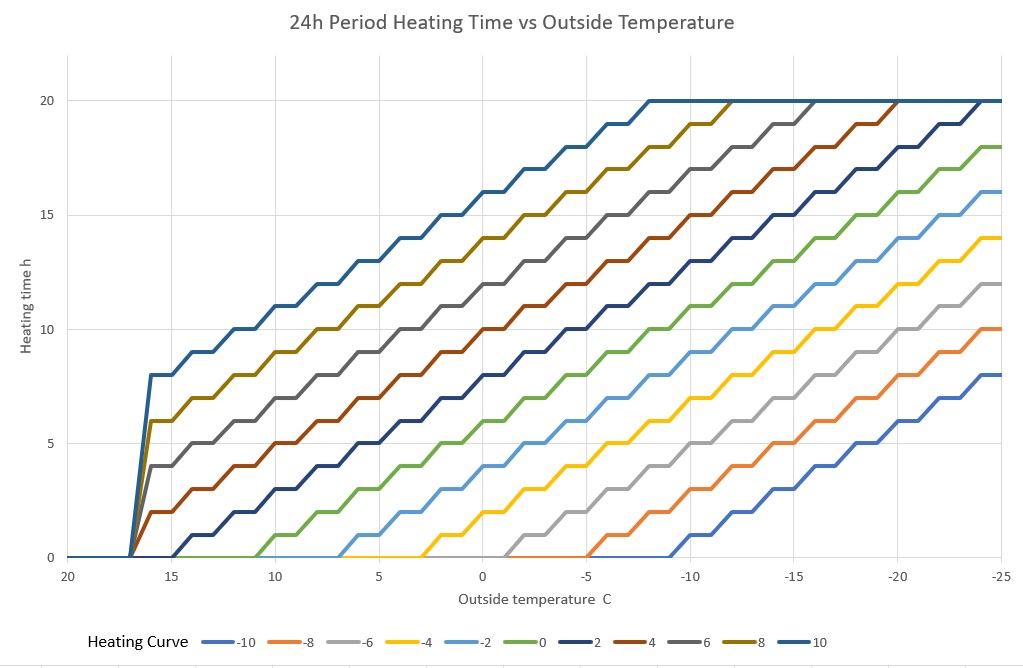 24h Period Heating Time vs Outside Temperature
20
15
10
5
0
Heating time h
20 15 10 5 0 -5 -10 -15 -20 -25
Outside temperature C
Heating Curve -10 -8 -6 -4 -2 0 2 4 6 8 10